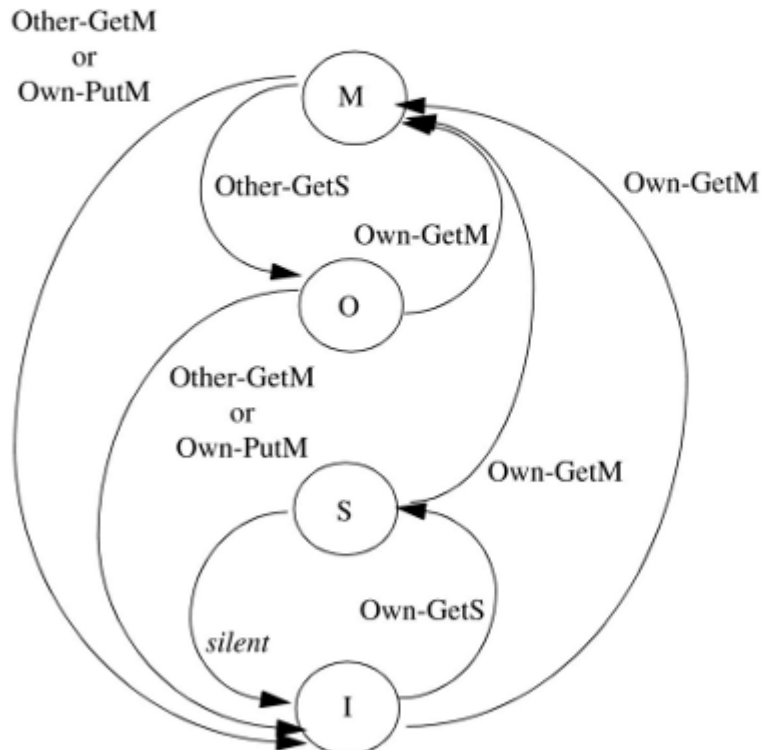 Other-GetM
or
Own-PutM
M
Other-GetS
Own-GetM
Own-GetM
O
Other-GetM
or
Own-PutM
Own-GetM
S
Own-GetS
silent
I